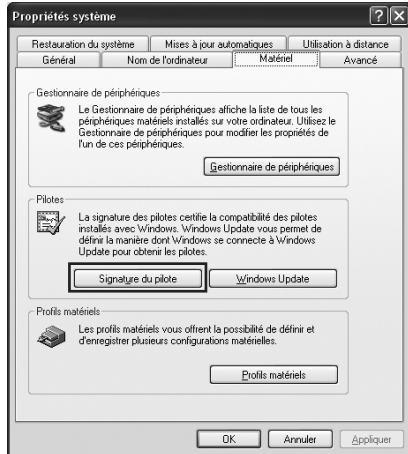 Propriétés système
Restauration du système Mises à jour automatiques Utilisation à distance
Général Nom de l'ordinateur Matériel Avancé
Gestionnaire de périphériques
Le Gestionnaire de périphériques affiche la liste de tous les
périphériques matériels installés sur votre ordinateur. Utilisez le
Gestionnaire de périphériques pour modifier les propriétés de
l'un de ces périphériques.
Gestionnaire de périphériques
Pilotes
La signature des pilotes certifie la compatibilité des pilotes
installés avec Windows. Windows Update vous permet de
définir la manière dont Windows se connecte à Windows
Update pour obtenir les pilotes.
Signature du pilote Windows Update
Profils matériels
Les profils matériels vous offrent la possibilité de définir et
d'enregistrer plusieurs configurations matérielles.
Profils matériels
OK Annuler Appliquer